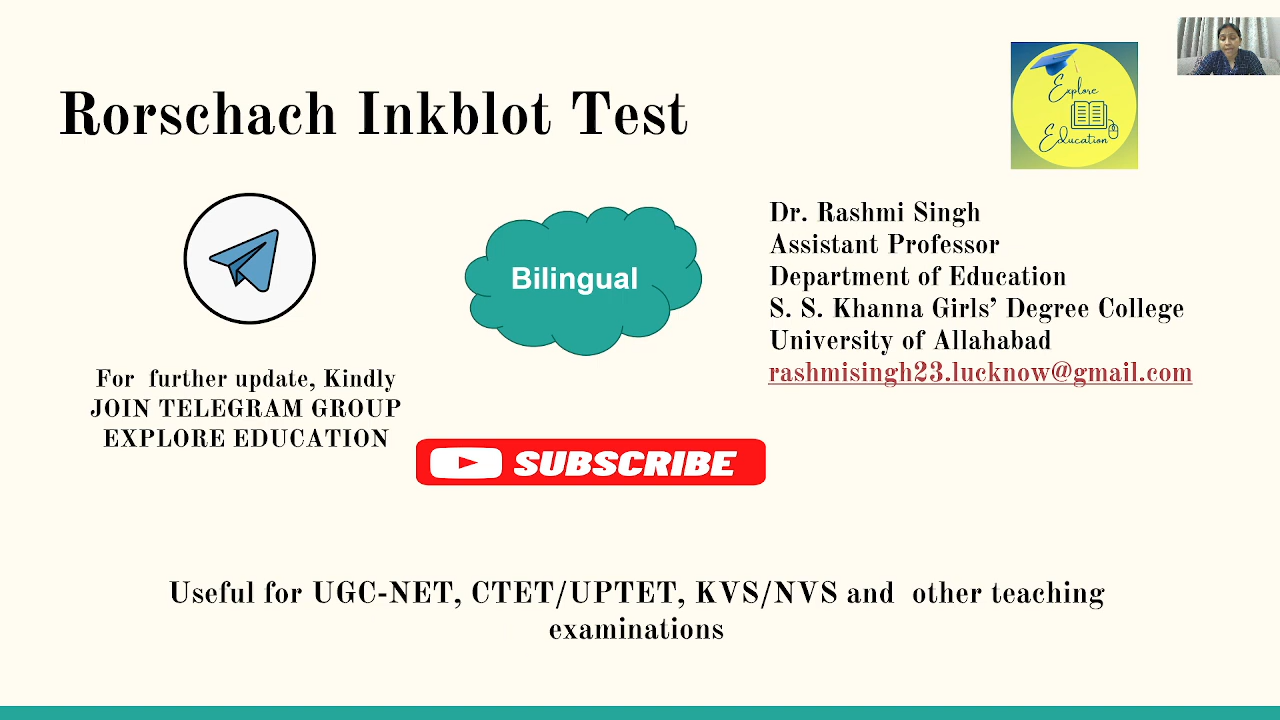 Rorschach Inkblot Test
Explore
Education
Bilingual
Dr. Rashmi Singh
Assistant Professor
Department of Education
S. S. Khanna Girls’ Degree College
University of Allahabad
rashmisingh23.lucknow@gmail.com
For further update, Kindly
JOIN TELEGRAM GROUP
EXPLORE EDUCATION
SUBSCRIBE
Useful for UGC-NET, CTET/UPTET, KVS/NVS and other teaching
examinations